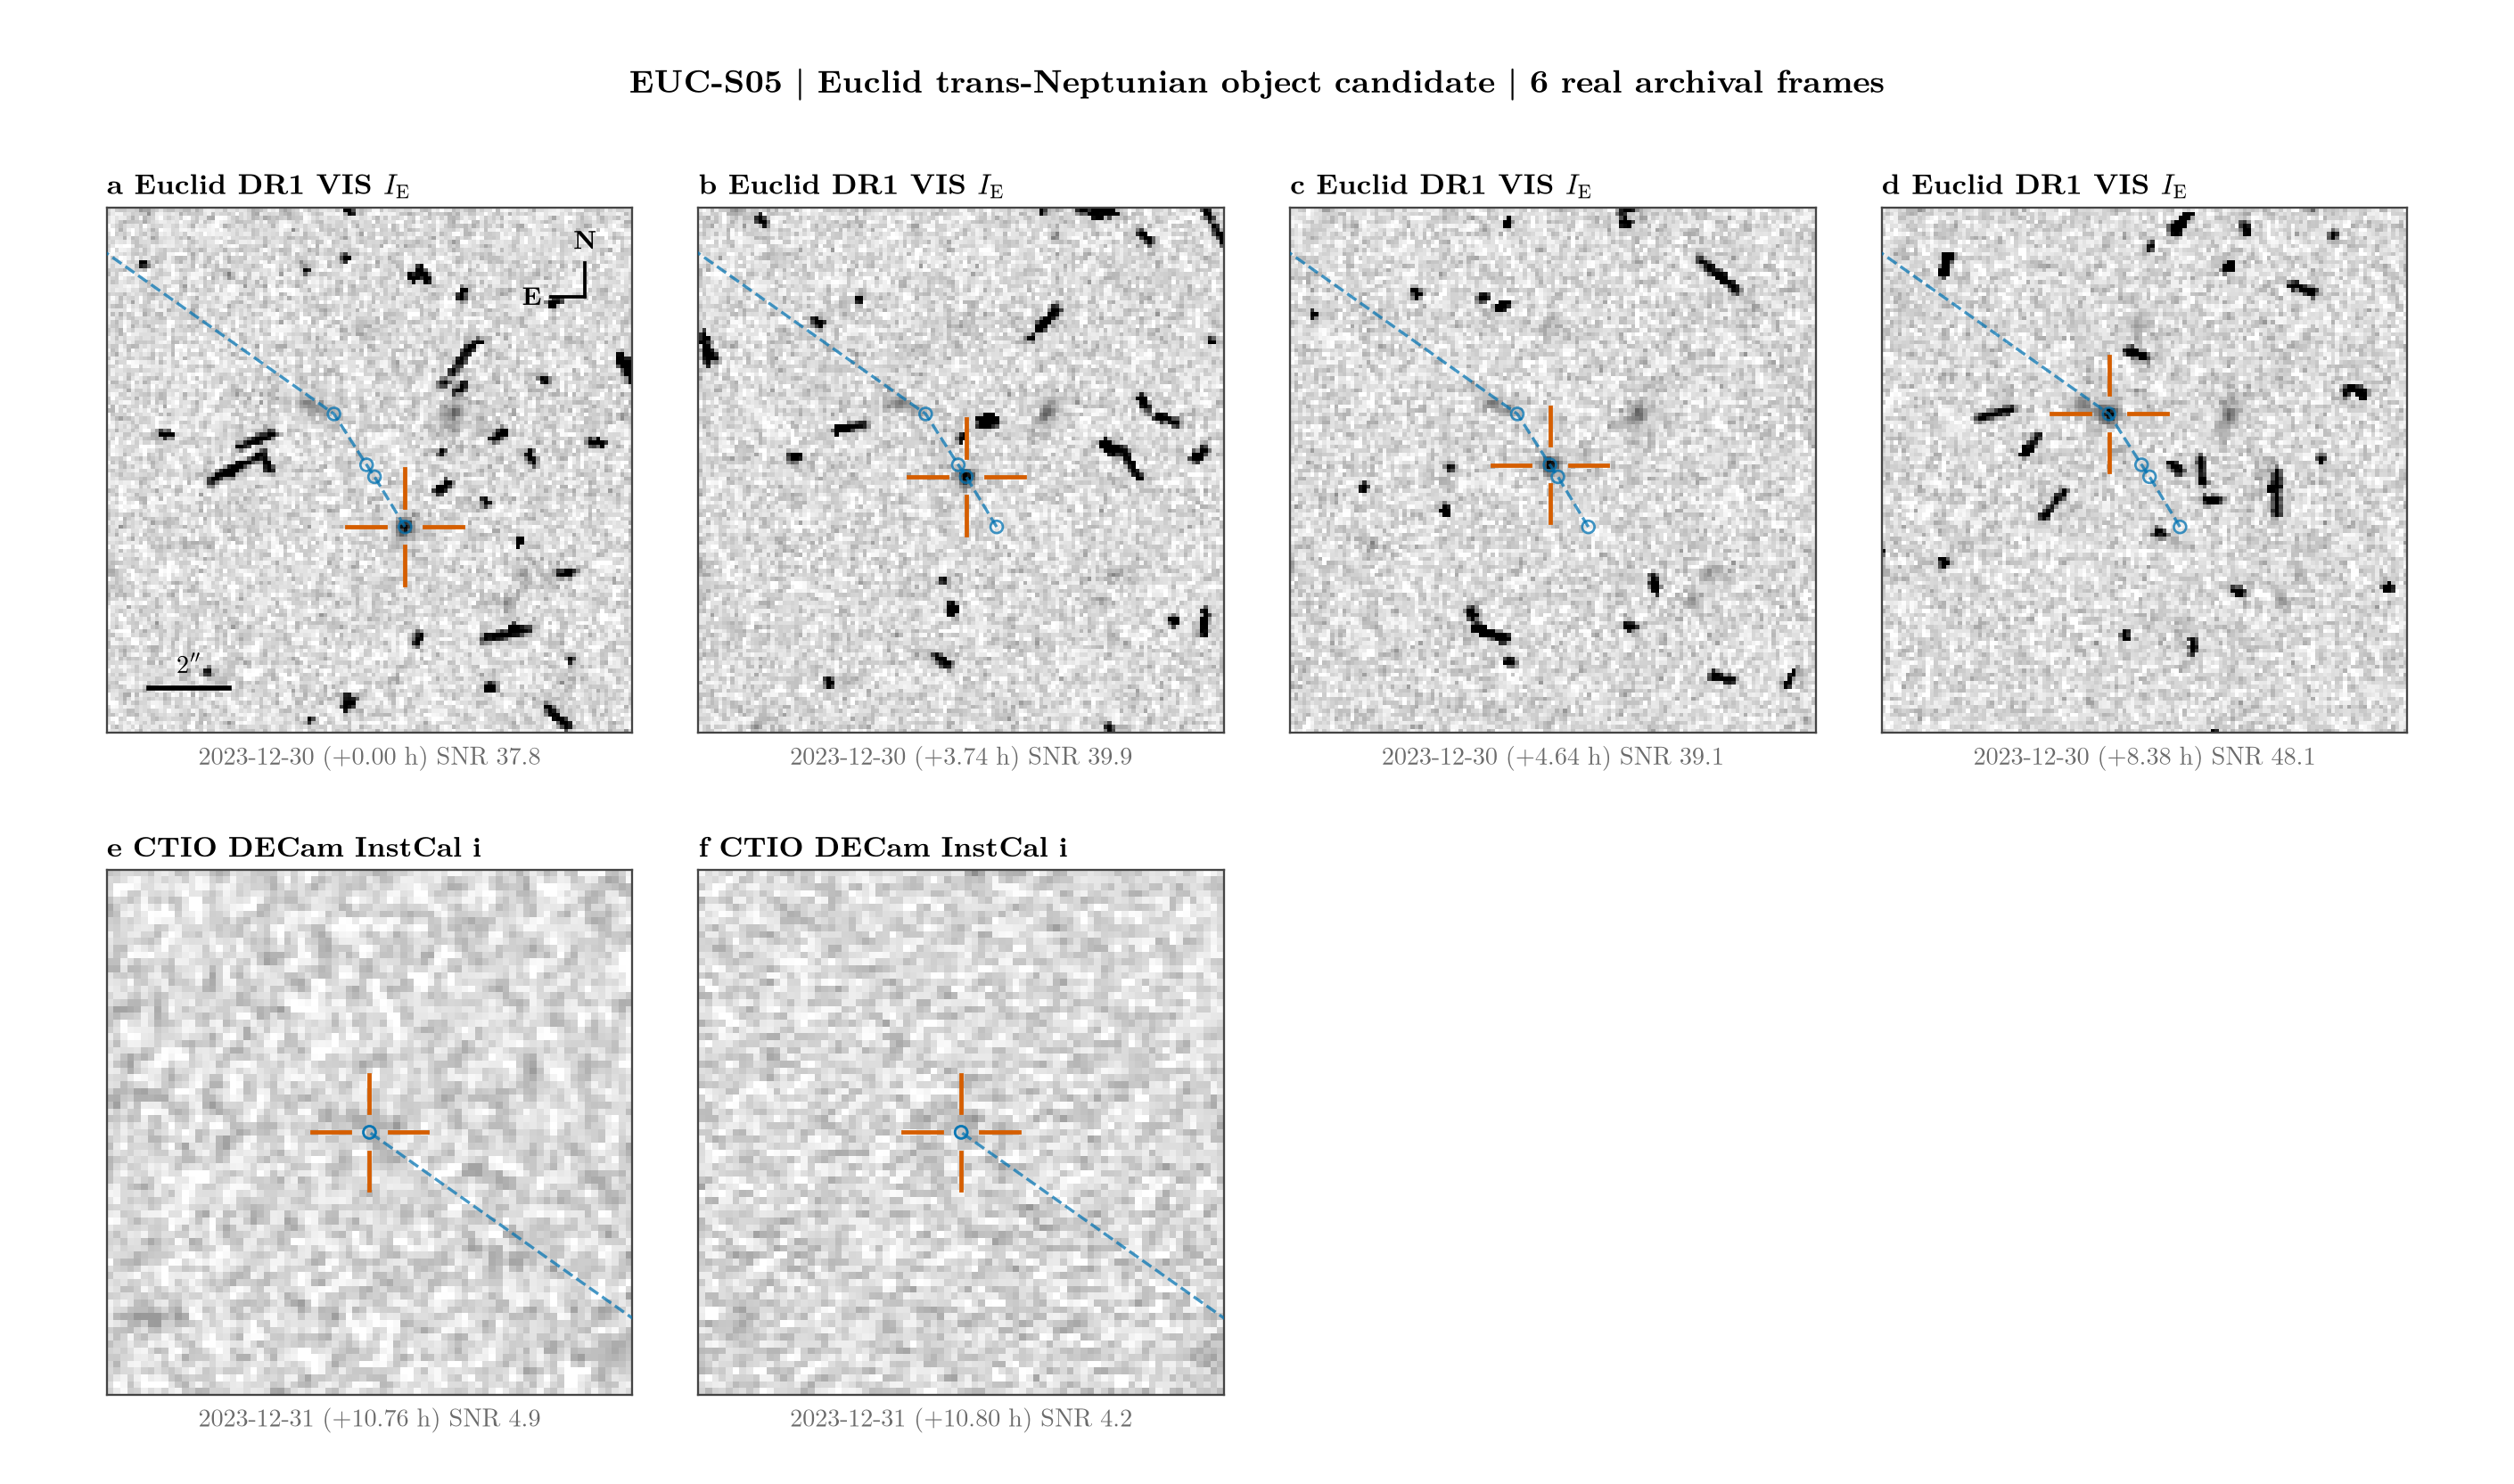 EUC-S05 | Euclid trans-Neptunian object candidate | 6 real archival frames
a Euclid DR1 VIS I_E
b Euclid DR1 VIS I_E
c Euclid DR1 VIS I_E
d Euclid DR1 VIS I_E
N
E
2″
2023-12-30 (+0.00 h) SNR 37.8
2023-12-30 (+3.74 h) SNR 39.9
2023-12-30 (+4.64 h) SNR 39.1
2023-12-30 (+8.38 h) SNR 48.1
e CTIO DECam InstCal i
f CTIO DECam InstCal i
2023-12-31 (+10.76 h) SNR 4.9
2023-12-31 (+10.80 h) SNR 4.2